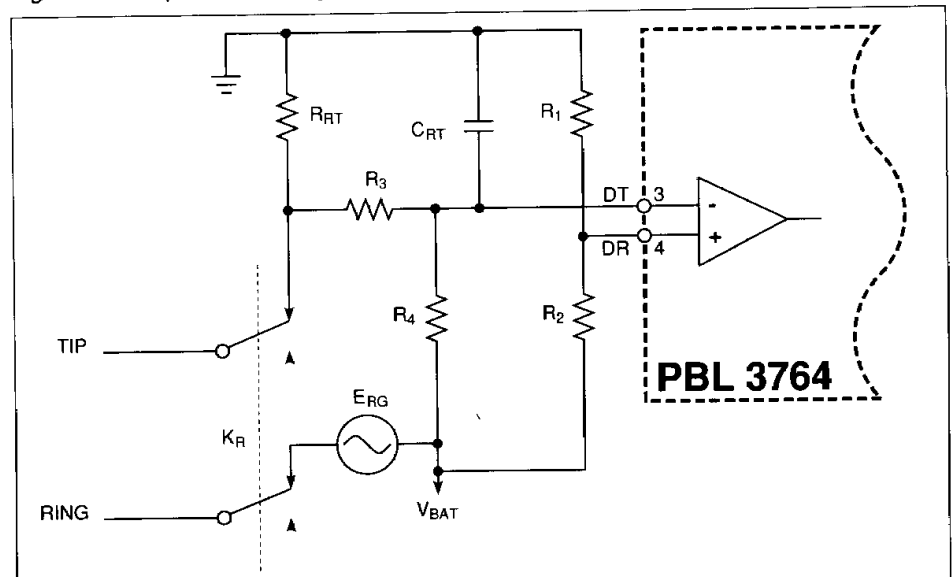 R_RT
C_RT
R_1
R_3
DT 3
-
+
DR 4
R_4
R_2
TIP
PBL 3764
E_RG
K_R
V_BAT
RING